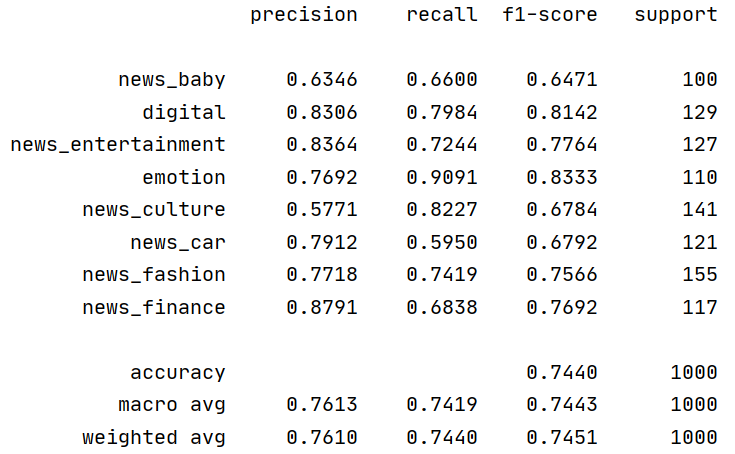 precision recall f1-score support
news_baby 0.6346 0.6600 0.6471 100
digital 0.8306 0.7984 0.8142 129
news_entertainment 0.8364 0.7244 0.7764 127
emotion 0.7692 0.9091 0.8333 110
news_culture 0.5771 0.8227 0.6784 141
news_car 0.7912 0.5950 0.6792 121
news_fashion 0.7718 0.7419 0.7566 155
news_finance 0.8791 0.6838 0.7692 117
accuracy 0.7440 1000
macro avg 0.7613 0.7419 0.7443 1000
weighted avg 0.7610 0.7440 0.7451 1000